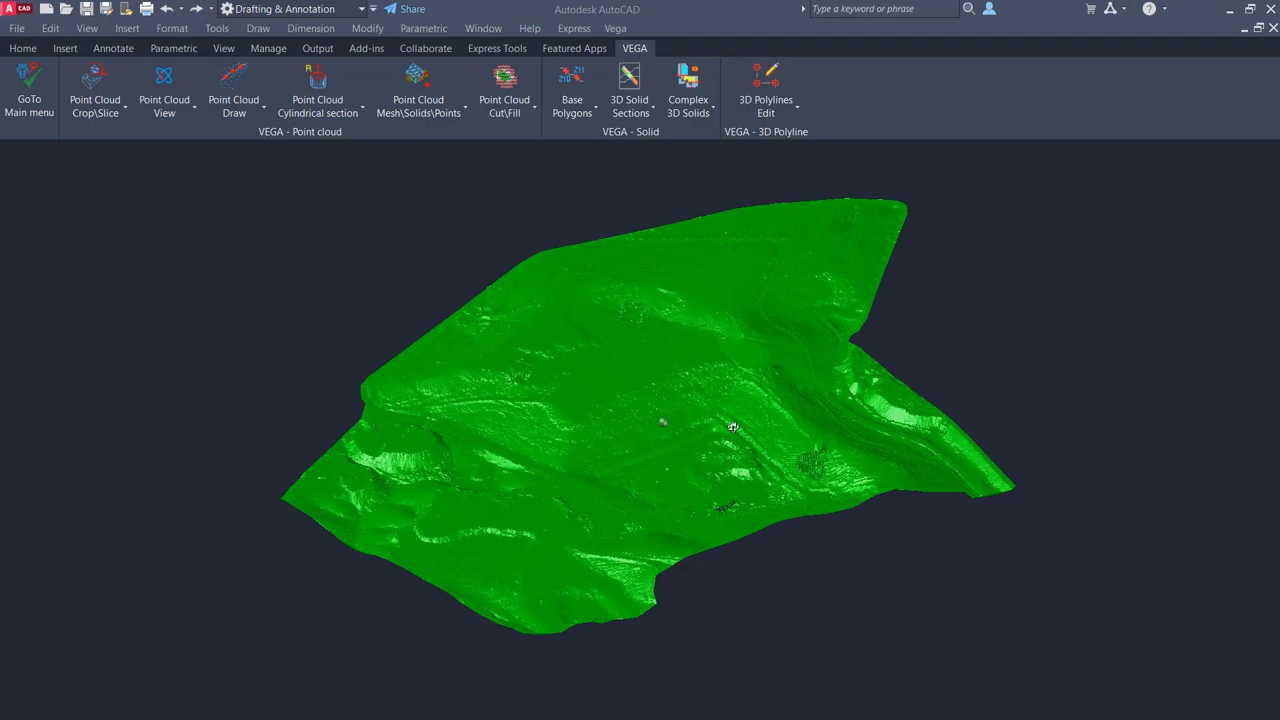 A CAD Drafting & Annotation Share Autodesk AutoCAD Type a keyword or phrase
File Edit View Insert Format Tools Draw Dimension Modify Parametric Window Help Express Vega
Home Insert Annotate Parametric View Manage Output Add-ins Collaborate Express Tools Featured Apps VEGA
GoTo
Main menu
Point Cloud
Crop\Slice
Point Cloud
View
Point Cloud
Draw
R
Point Cloud
Cylindrical section
Point Cloud
Mesh\Solids\Points
Point Cloud
Cut\Fill
211
210
Base
Polygons
3D Solid
Sections
Complex
3D Solids
3D Polylines
Edit
VEGA - Point cloud VEGA - Solid VEGA - 3D Polyline